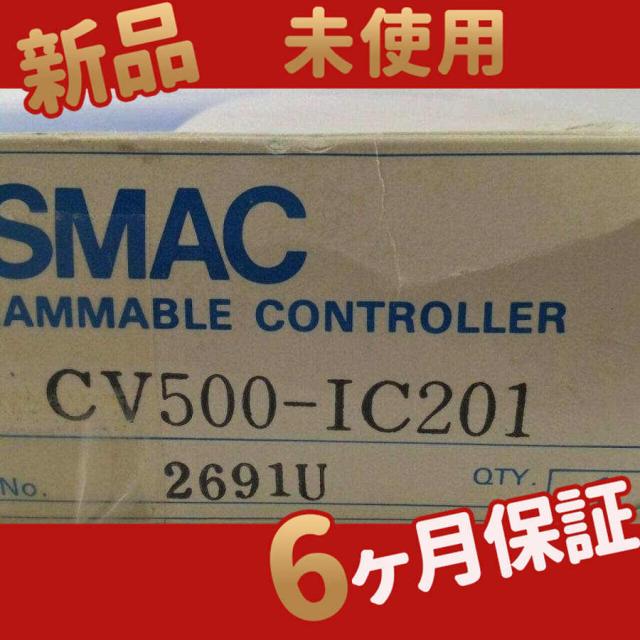 新品 未使用
SMAC
AMMABLE CONTROLLER
CV500-IC201
No. 2691U QTY.
6ヶ月保証